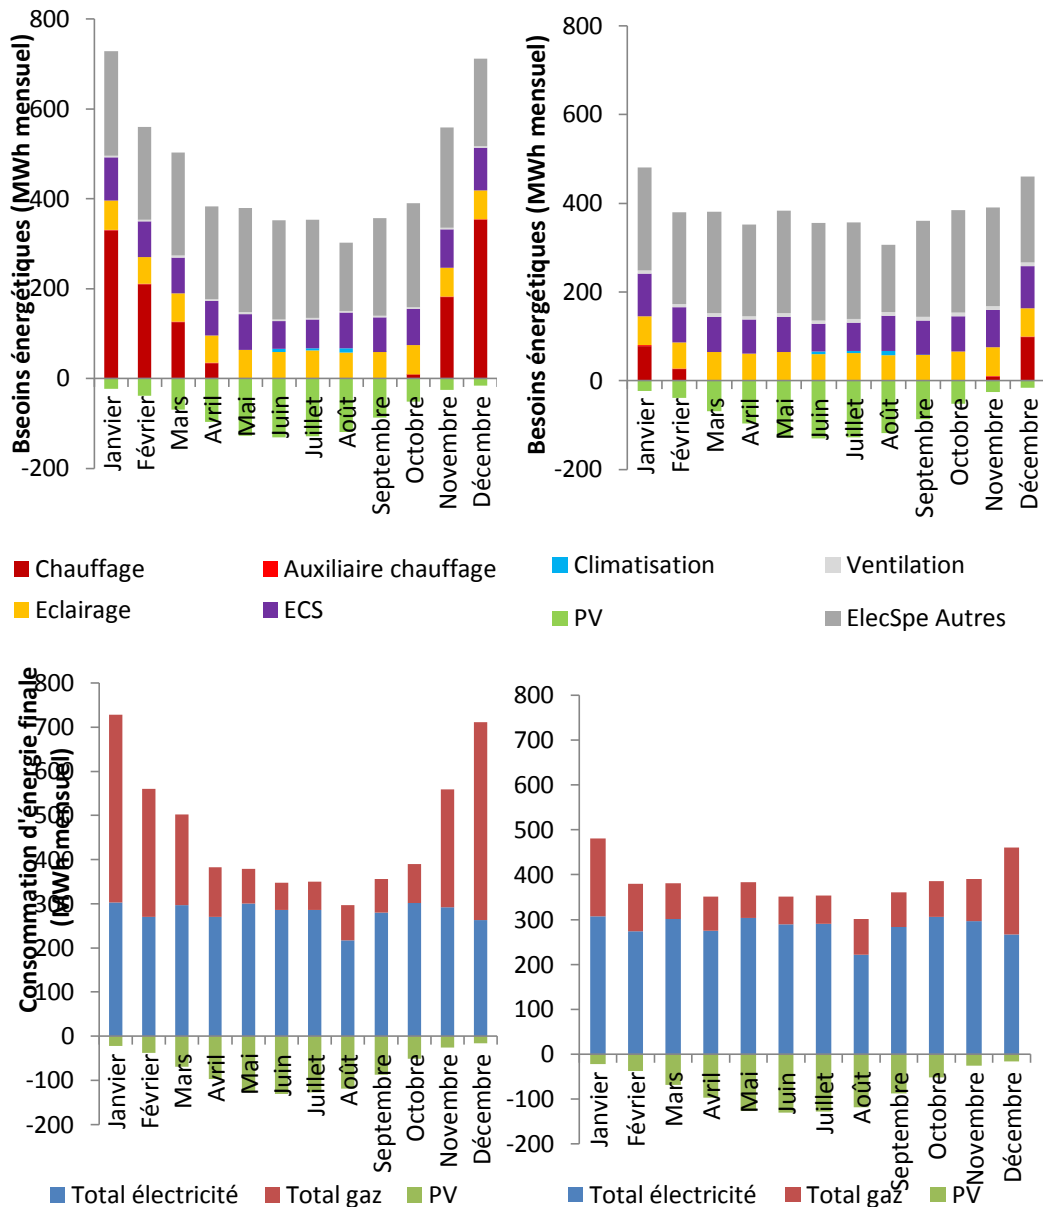 Bseoins énergétiques (MWh mensuel)
800
600
400
200
0
-200
Janvier
Février
Mars
Avril
Mai
Juin
Juillet
Août
Septembre
Octobre
Novembre
Décembre
Besoins énergétiques (MWh mensuel)
800
600
400
200
0
-200
Janvier
Février
Mars
Avril
Mai
Juin
Juillet
Août
Septembre
Octobre
Novembre
Décembre
Chauffage
Auxiliaire chauffage
Climatisation
Ventilation
Eclairage
ECS
PV
ElecSpe Autres
Consommation d'énergie finale
(MWh mensuel)
800
700
600
500
400
300
200
100
0
-100
-200
Janvier
Février
Mars
Avril
Mai
Juin
Juillet
Août
Septembre
Octobre
Novembre
Décembre
Total électricité
Total gaz
PV
800
700
600
500
400
300
200
100
0
-100
-200
Janvier
Février
Mars
Avril
Mai
Juin
Juillet
Août
Septembre
Octobre
Novembre
Décembre
Total électricité
Total gaz
PV